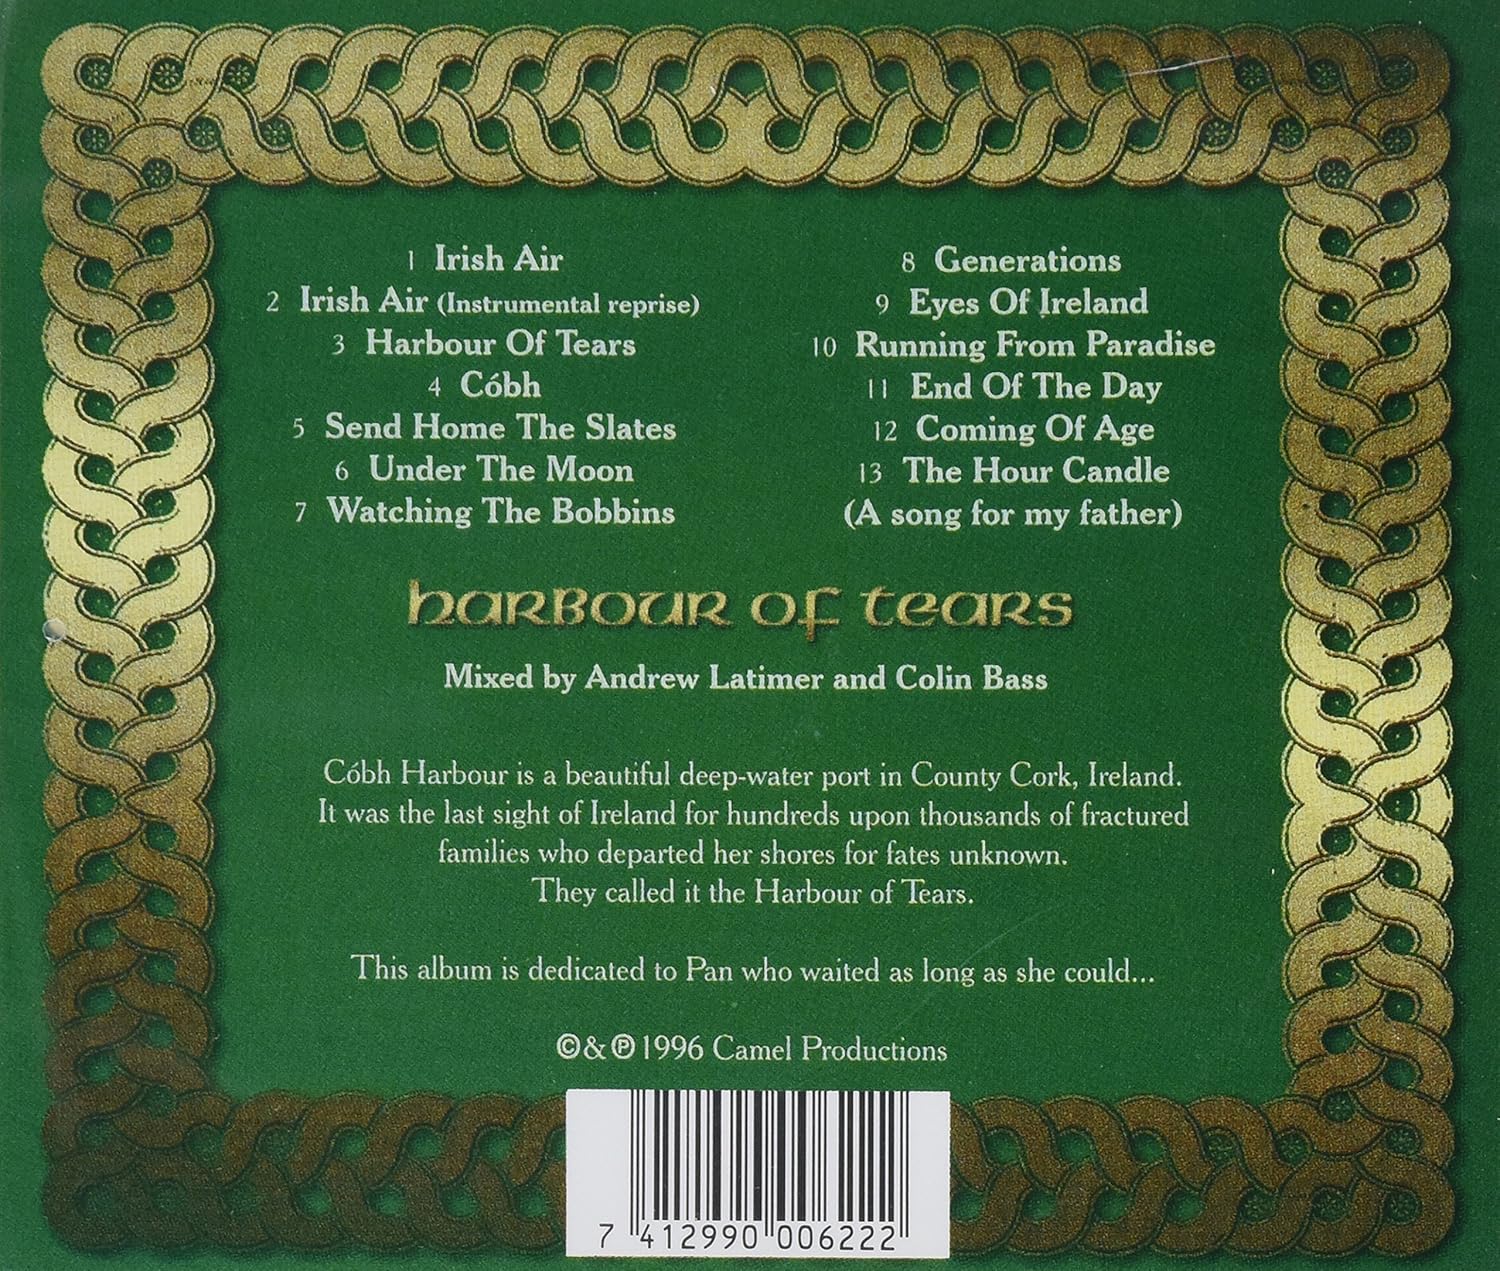 1 Irish Air
2 Irish Air (Instrumental reprise)
3 Harbour Of Tears
4 Cóbh
5 Send Home The Slates
6 Under The Moon
7 Watching The Bobbins
8 Generations
9 Eyes Of Ireland
10 Running From Paradise
11 End Of The Day
12 Coming Of Age
13 The Hour Candle
(A song for my father)
harbour of tears
Mixed by Andrew Latimer and Colin Bass
Cóbh Harbour is a beautiful deep-water port in County Cork, Ireland.
It was the last sight of Ireland for hundreds upon thousands of fractured
families who departed her shores for fates unknown.
They called it the Harbour of Tears.
This album is dedicated to Pan who waited as long as she could...
©&℗1996 Camel Productions
7 412990 006222